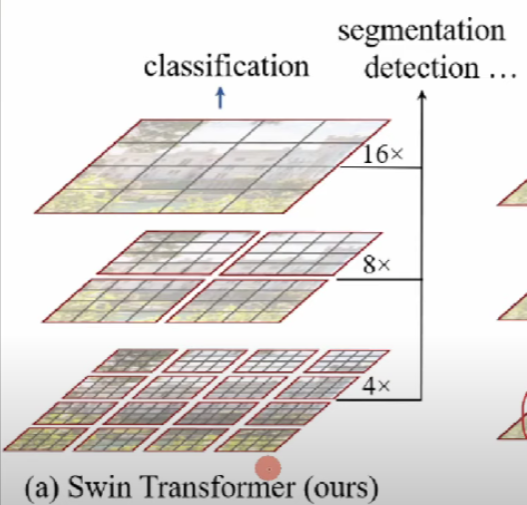 segmentation
classification
detection ...
16×
8×
4×
(a) Swin Transformer (ours)